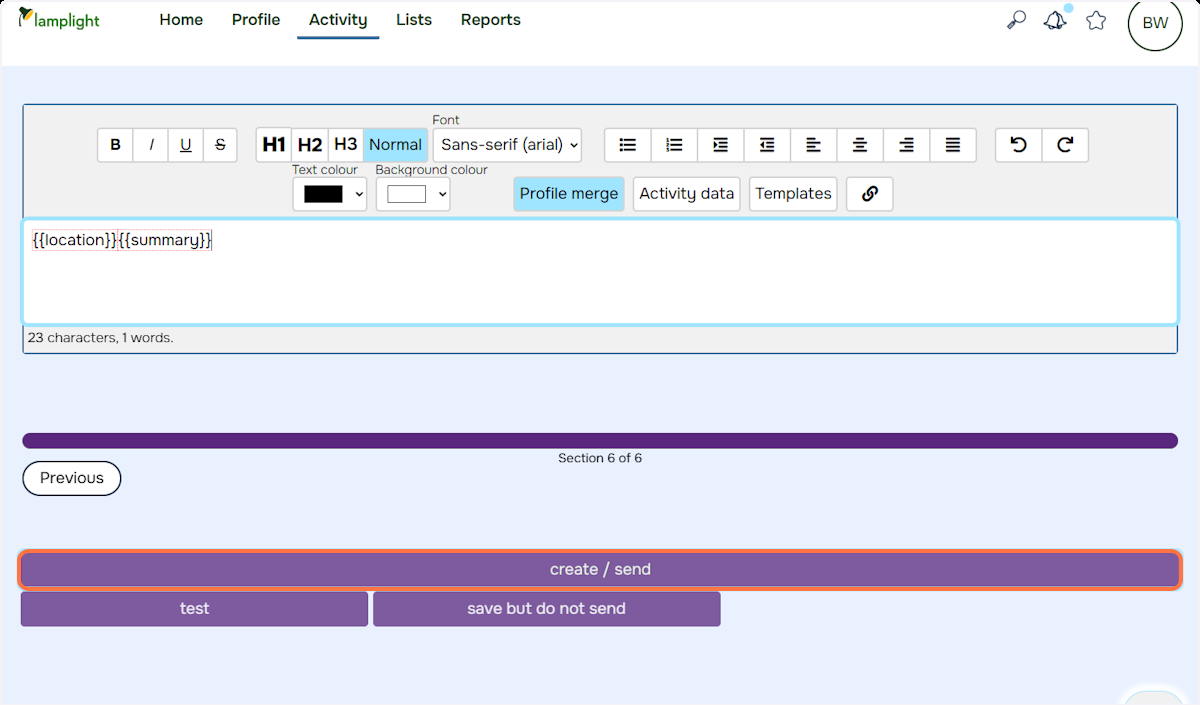 lamplight Home Profile Activity Lists Reports BW
Font
B I U S H1 H2 H3 Normal Sans-serif (arial)
Text colour Background colour
Profile merge Activity data Templates
{{location}}{{summary}}
23 characters, 1 words.
Section 6 of 6
Previous
create / send
test save but do not send